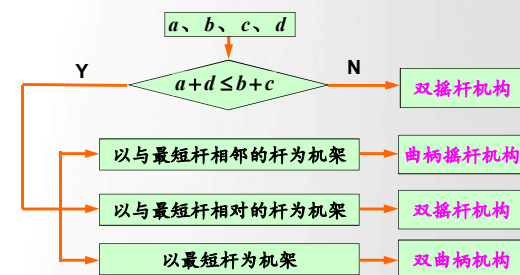 a、b、c、d
Y
a+d≤b+c
N
双摇杆机构
以与最短杆相邻的杆为机架
曲柄摇杆机构
以与最短杆相对的杆为机架
双摇杆机构
以最短杆为机架
双曲柄机构